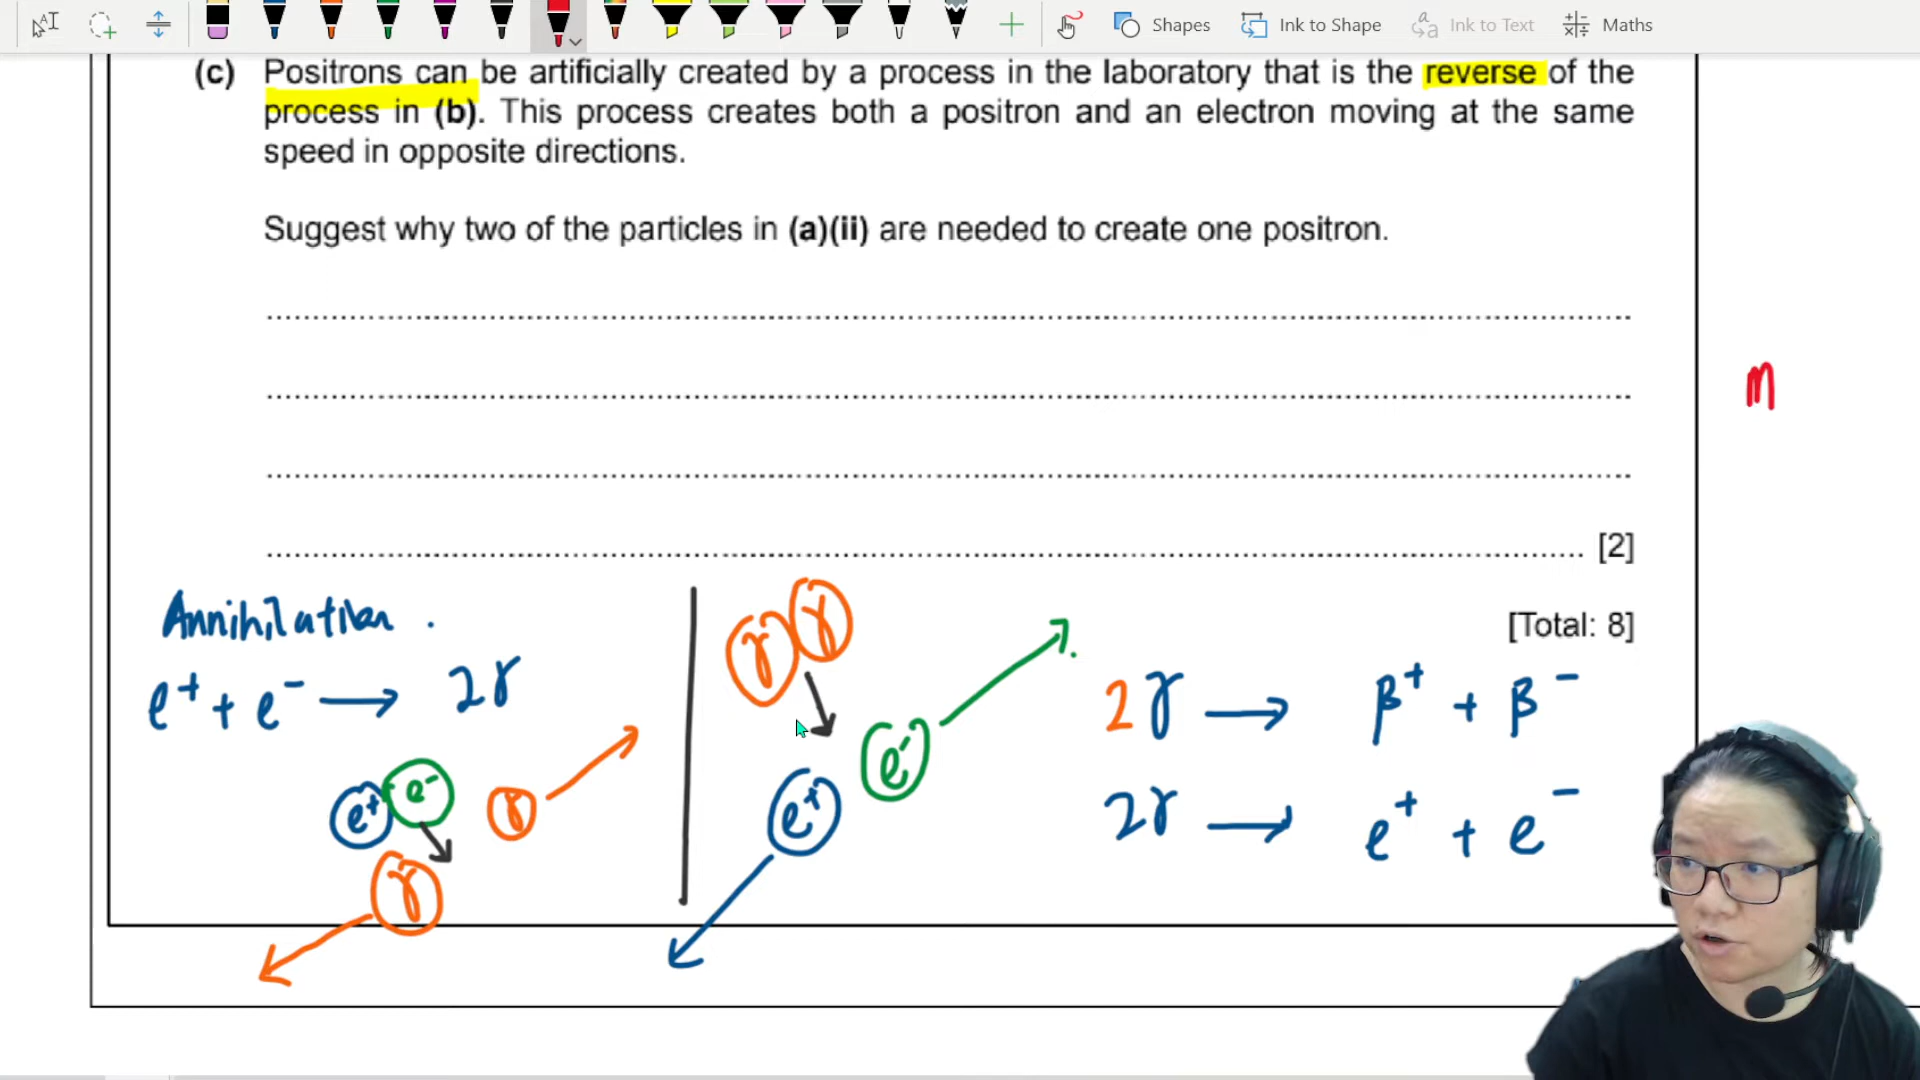 Shapes Ink to Shape Ink to Text Maths
(c) Positrons can be artificially created by a process in the laboratory that is the reverse of the
process in (b). This process creates both a positron and an electron moving at the same
speed in opposite directions.
Suggest why two of the particles in (a)(ii) are needed to create one positron.
m
[2]
[Total: 8]
Annihilation.
e⁺ + e⁻ → 2γ
e⁺ e⁻ γ
γ
γ γ
e⁻
e⁺
2γ → β⁺ + β⁻
2γ → e⁺ + e⁻